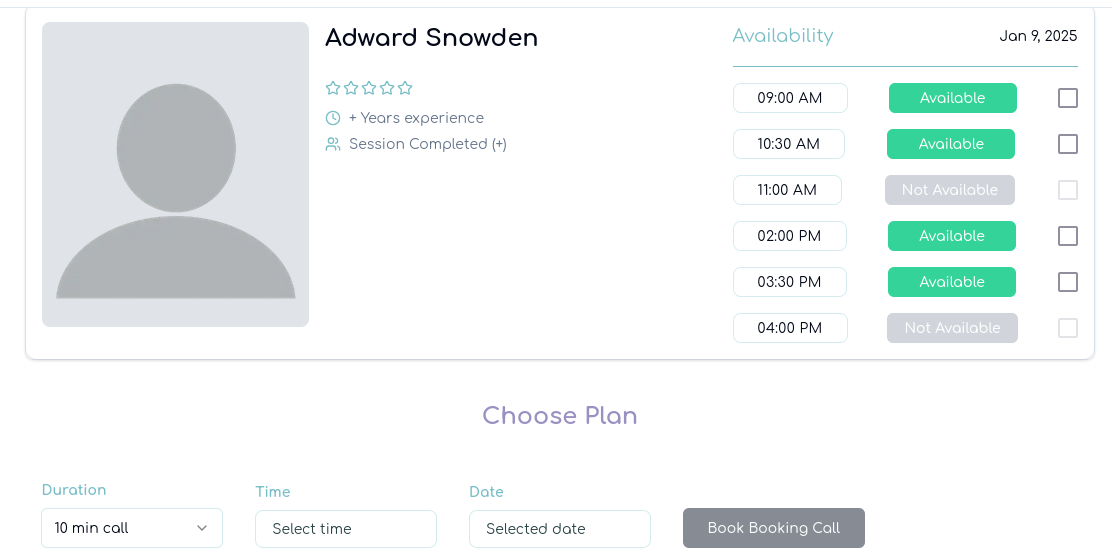 Adward Snowden
+ Years experience
Session Completed (+)
Availability Jan 9, 2025
09:00 AM Available
10:30 AM Available
11:00 AM Not Available
02:00 PM Available
03:30 PM Available
04:00 PM Not Available
Choose Plan
Duration Time Date
10 min call Select time Selected date Book Booking Call